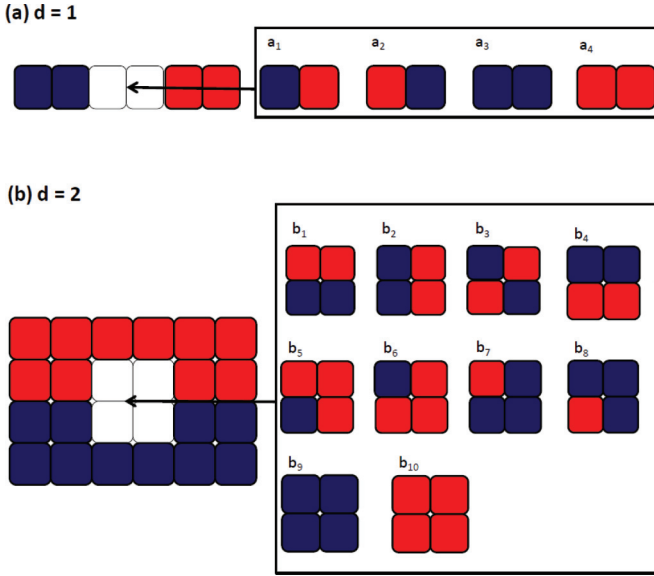 (a) d = 1
a₁ a₂ a₃ a₄
(b) d = 2
b₁ b₂ b₃ b₄
b₅ b₆ b₇ b₈
b₉ b₁₀